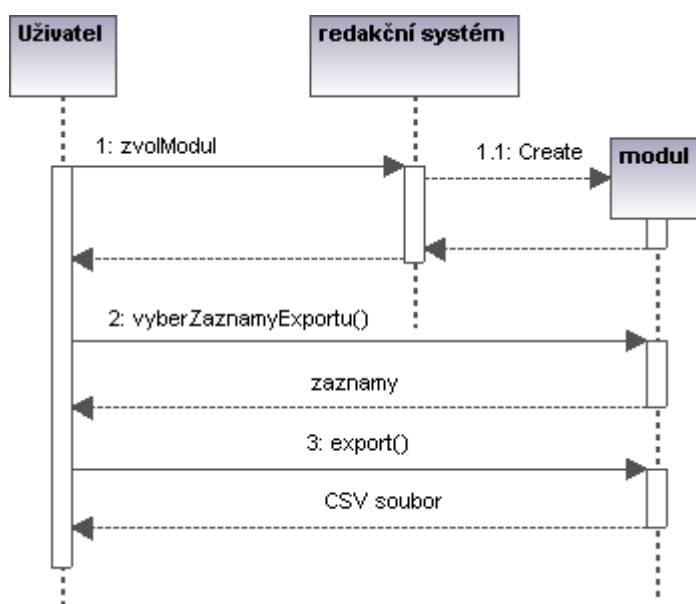 Uživatel
redakční systém
1: zvolModul
1.1: Create
modul
2: vyberZaznamyExportu()
zaznamy
3: export()
CSV soubor